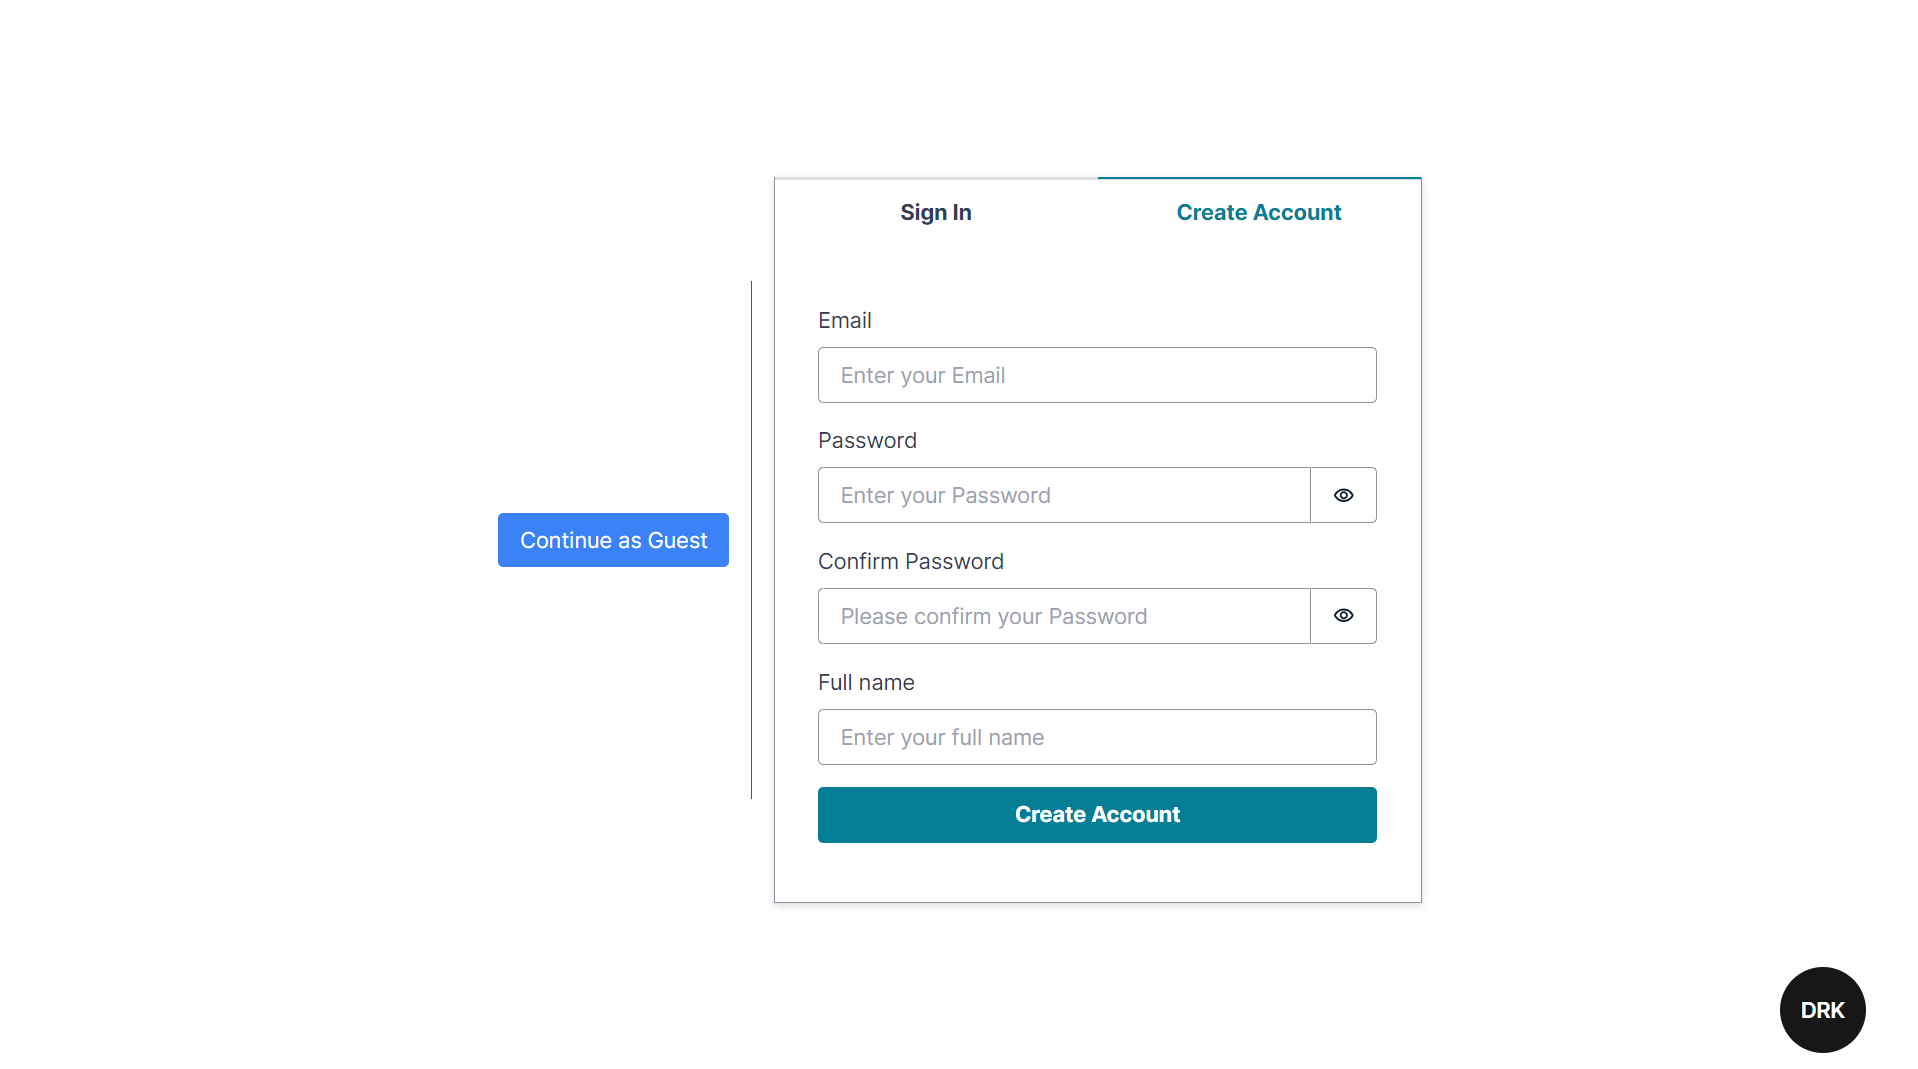 Sign In
Create Account
Email
Enter your Email
Password
Enter your Password
Continue as Guest
Confirm Password
Please confirm your Password
Full name
Enter your full name
Create Account
DRK